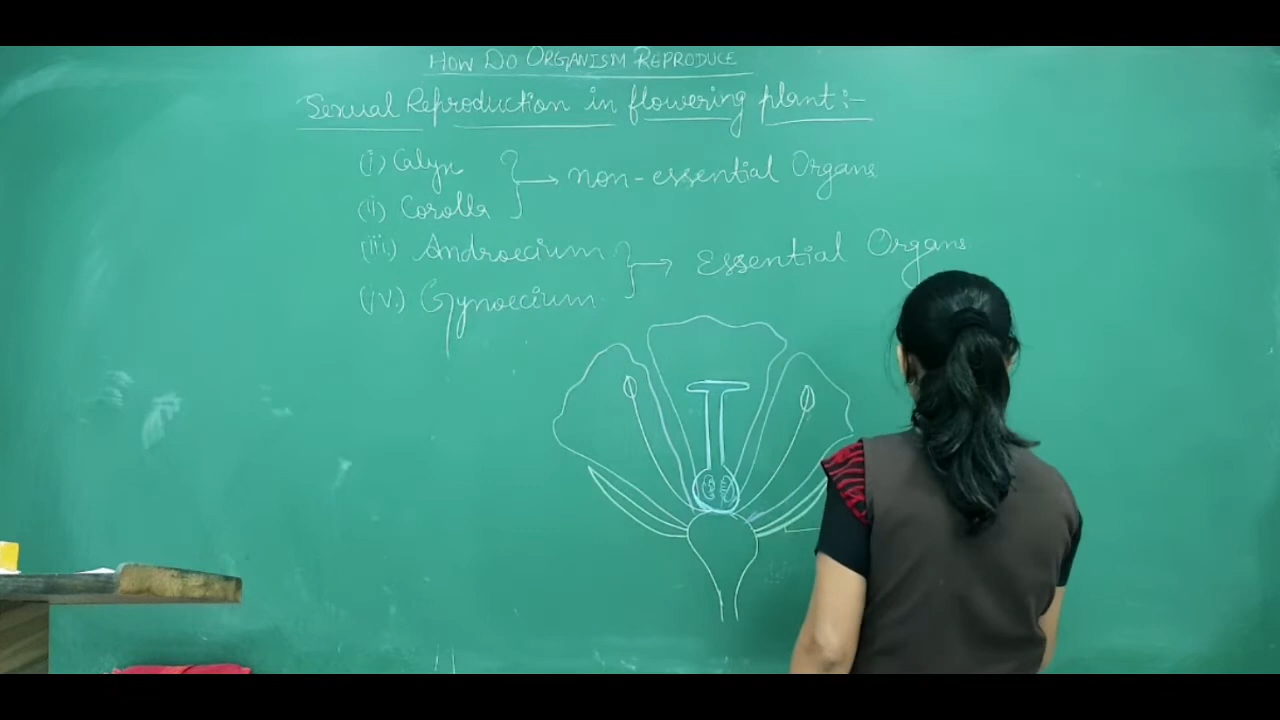 HOW DO ORGANISM REPRODUCE
Sexual Reproduction in flowering plant:-
(i) Calyx
non-essential Organs
(ii) Corolla
(iii) Androecium
Essential Organs
(iv.) Gynoecium